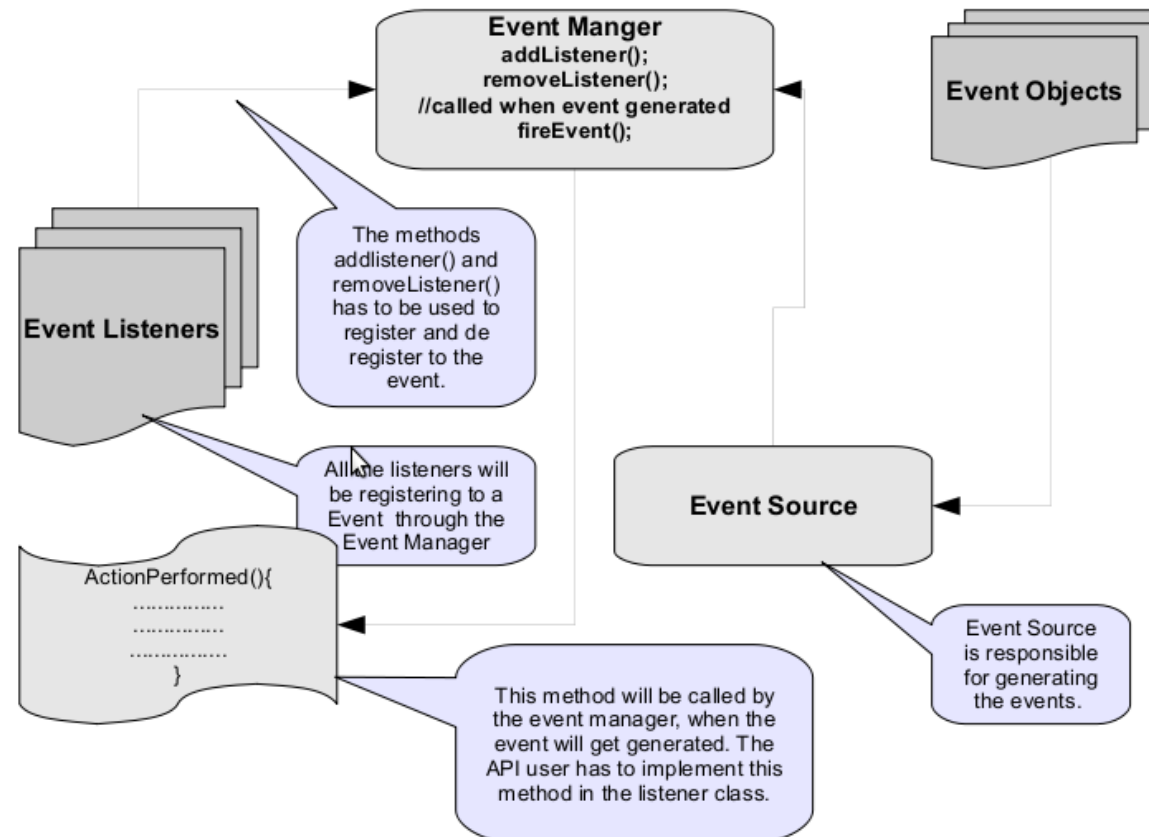 Event Manger
addListener();
removeListener();
//called when event generated
fireEvent();
Event Objects
The methods
addlistener() and
removeListener()
has to be used to
register and de
register to the
event.
Event Listeners
All
listeners will
be registering to a
Event through the
Event Manager
Event Source
ActionPerformed(){
................
................
................
}
Event Source
is responsible
for generating
the events.
This method will be called by
the event manager, when the
event will get generated. The
API user has to implement this
method in the listener class.